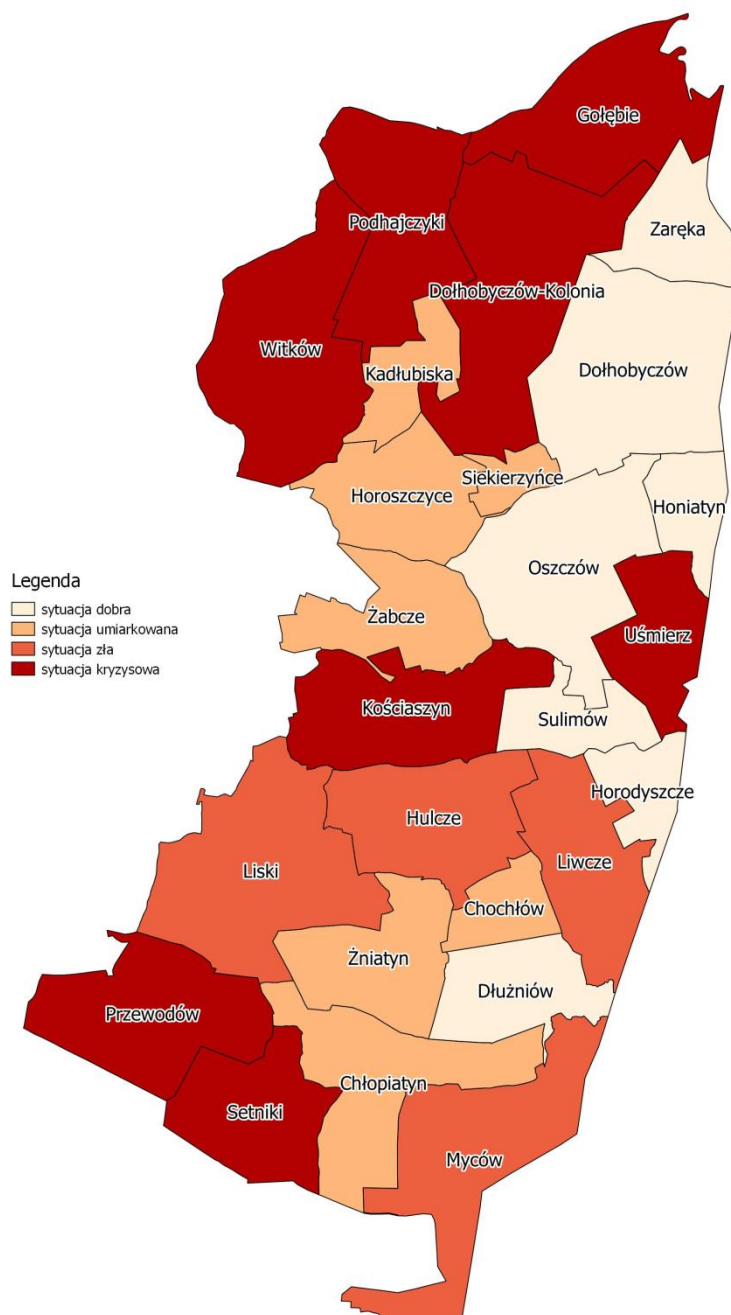 Gołębie
Zaręka
Podhajczyki
Dołhobyczów-Kolonia
Witków
Kadłubiska
Dołhobyczów
Siekierzyńce
Horoszczyce
Honiatyn
Oszczów
Legenda
sytuacja dobra
sytuacja umiarkowana
sytuacja zła
sytuacja kryzysowa
Żabcze
Uśmierz
Kościaszyn
Sulimów
Horodyszcze
Hulcze
Liski
Liwcze
Chochłów
Żniatyn
Dłużniów
Przewodów
Chłopiatyn
Setniki
Myców